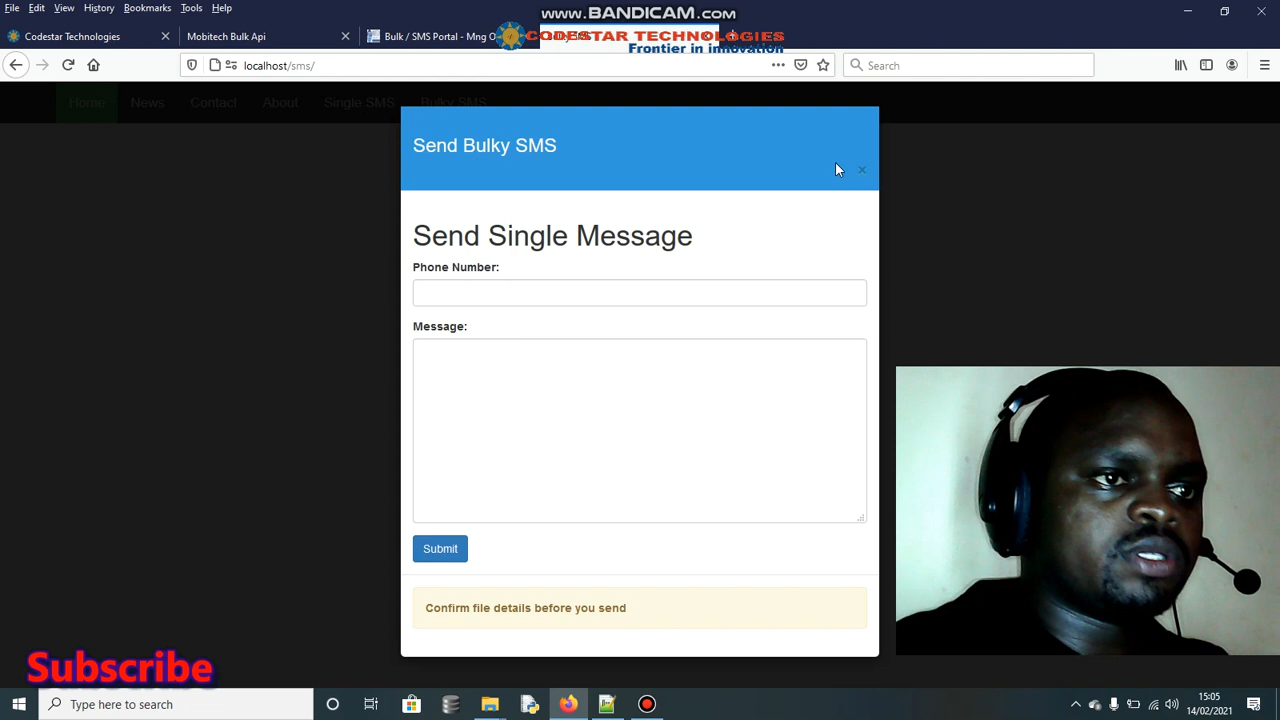 File Edit View History Bookmarks Tools Help
www.BANDICAM.com
Codestar Technologies
Mobitech Bulk Api
Bulk / SMS Portal - Mng O
CODESTAR TECHNOLOGIES
Frontier in innovation
localhost/sms/
Search
Home News Contact About Single SMS Bulky SMS
Send Bulky SMS
×
Send Single Message
Phone Number:
Message:
Submit
Confirm file details before you send
Subscribe
Type here to search
15:05
14/02/2021